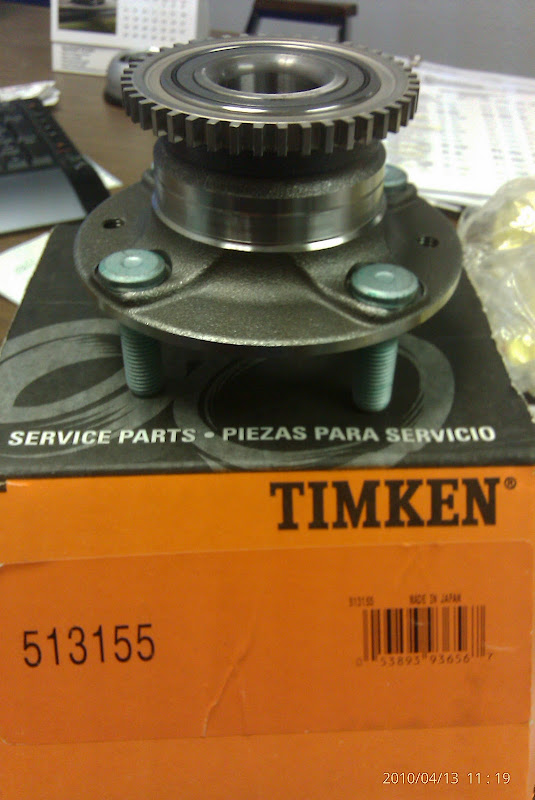 SERVICE PARTS • PIEZAS PARA SERVICIO
TIMKEN®
513155 MADE IN JAPAN
513155
0 53893 93656 7
2010/04/13 11:19